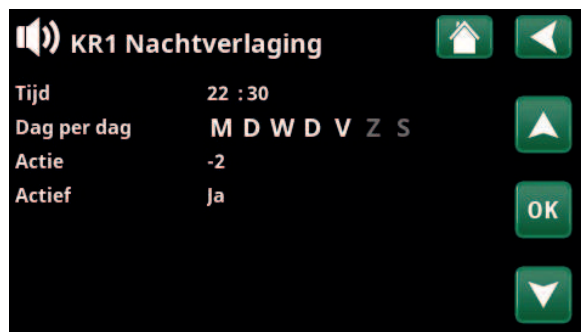 KR1 Nachtverlaging
Tijd 22 :30
Dag per dag M D W D V Z S
Actie -2
Actief Ja
OK